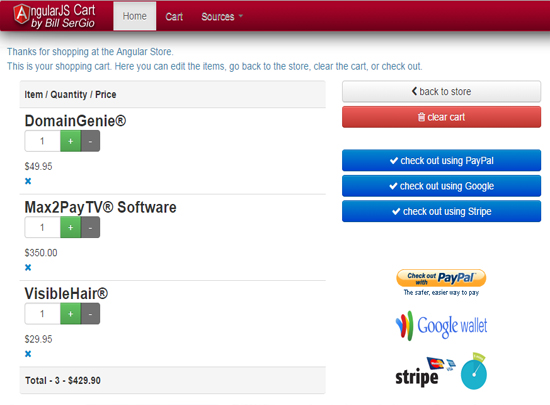 AngularJS Cart
by Bill SerGio
Home Cart Sources
Thanks for shopping at the Angular Store.
This is your shopping cart. Here you can edit the items, go back to the store, clear the cart, or check out.
Item / Quantity / Price
DomainGenie®
1 + -
$49.95
Max2PayTV® Software
1 + -
$350.00
VisibleHair®
1 + -
$29.95
Total - 3 - $429.90
back to store
clear cart
check out using PayPal
check out using Google
check out using Stripe
Check out
with PayPal
The safer, easier way to pay
Google wallet
stripe